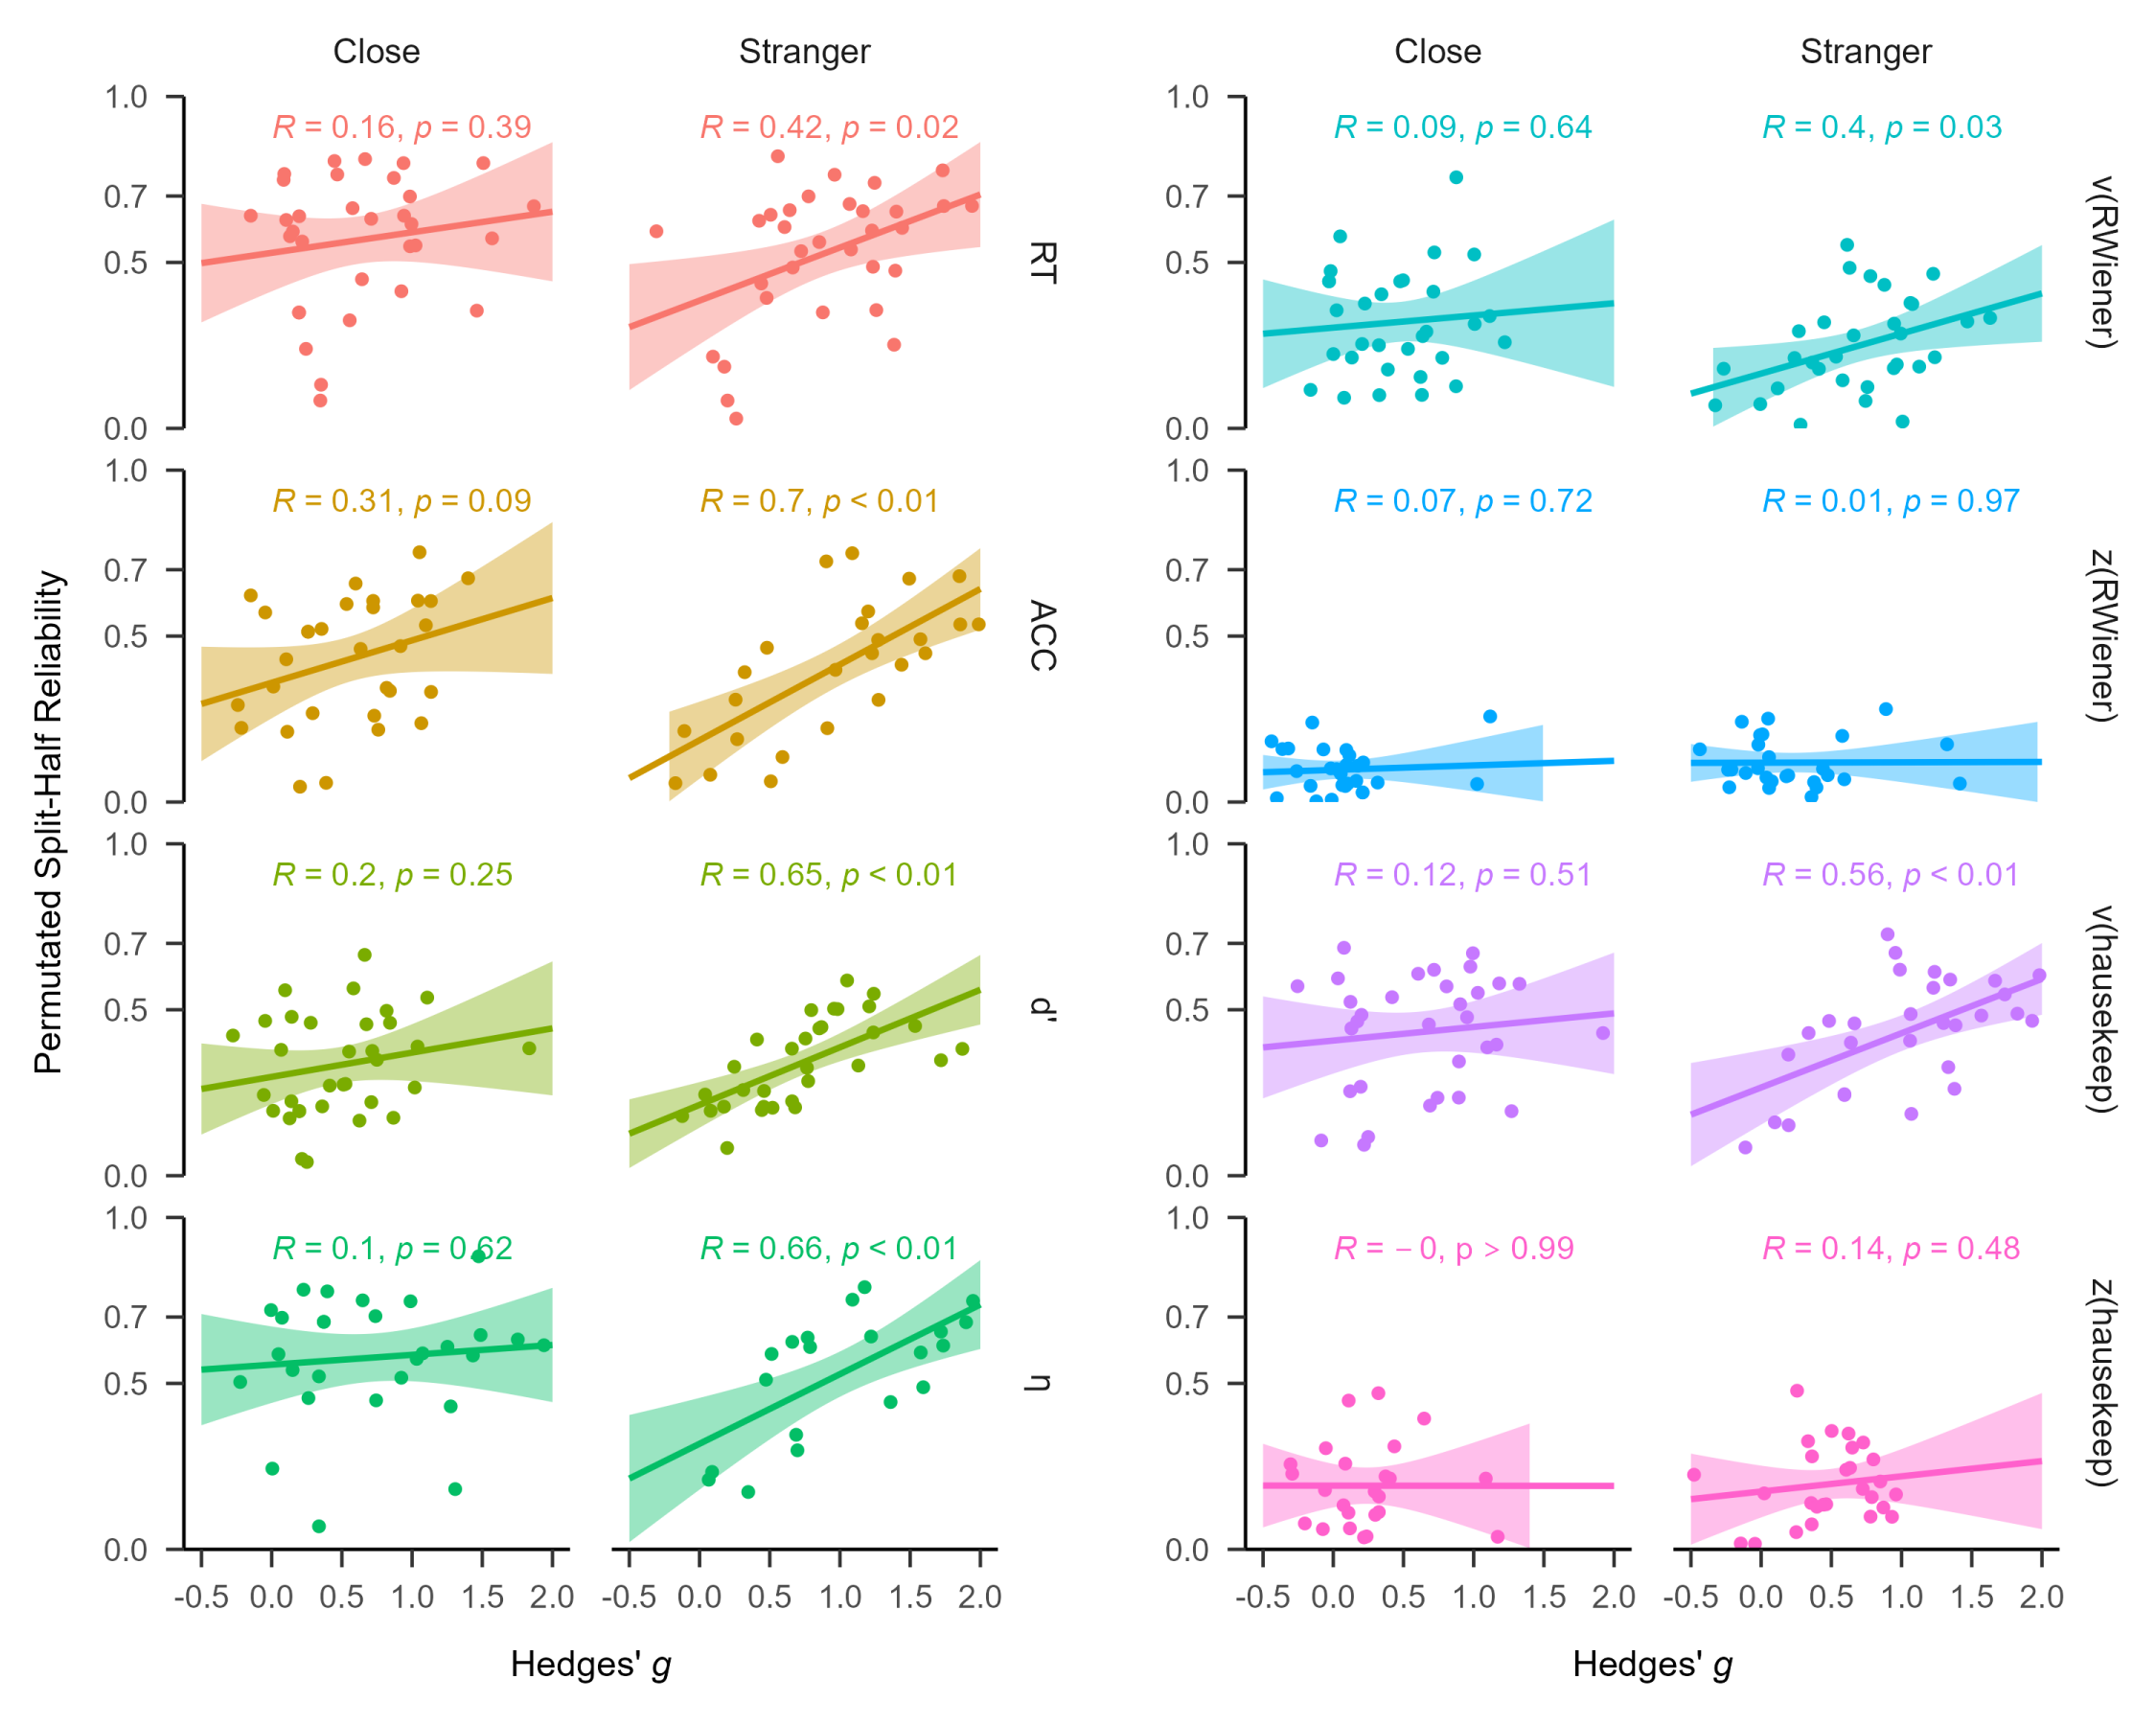 Close Stranger Close Stranger
1.0
0.7
0.5
0.0
R = 0.16, p = 0.39
R = 0.42, p = 0.02
RT
1.0
0.7
0.5
0.0
R = 0.09, p = 0.64
R = 0.4, p = 0.03
v(RWiener)
1.0
0.7
0.5
0.0
R = 0.31, p = 0.09
R = 0.7, p < 0.01
ACC
1.0
0.7
0.5
0.0
R = 0.07, p = 0.72
R = 0.01, p = 0.97
z(RWiener)
Permutated Split-Half Reliability
1.0
0.7
0.5
0.0
R = 0.2, p = 0.25
R = 0.65, p < 0.01
d'
1.0
0.7
0.5
0.0
R = 0.12, p = 0.51
R = 0.56, p < 0.01
v(hausekeep)
1.0
0.7
0.5
0.0
R = 0.1, p = 0.62
R = 0.66, p < 0.01
η
1.0
0.7
0.5
0.0
R = − 0, p > 0.99
R = 0.14, p = 0.48
z(hausekeep)
-0.5 0.0 0.5 1.0 1.5 2.0 -0.5 0.0 0.5 1.0 1.5 2.0 -0.5 0.0 0.5 1.0 1.5 2.0 -0.5 0.0 0.5 1.0 1.5 2.0
Hedges' g Hedges' g